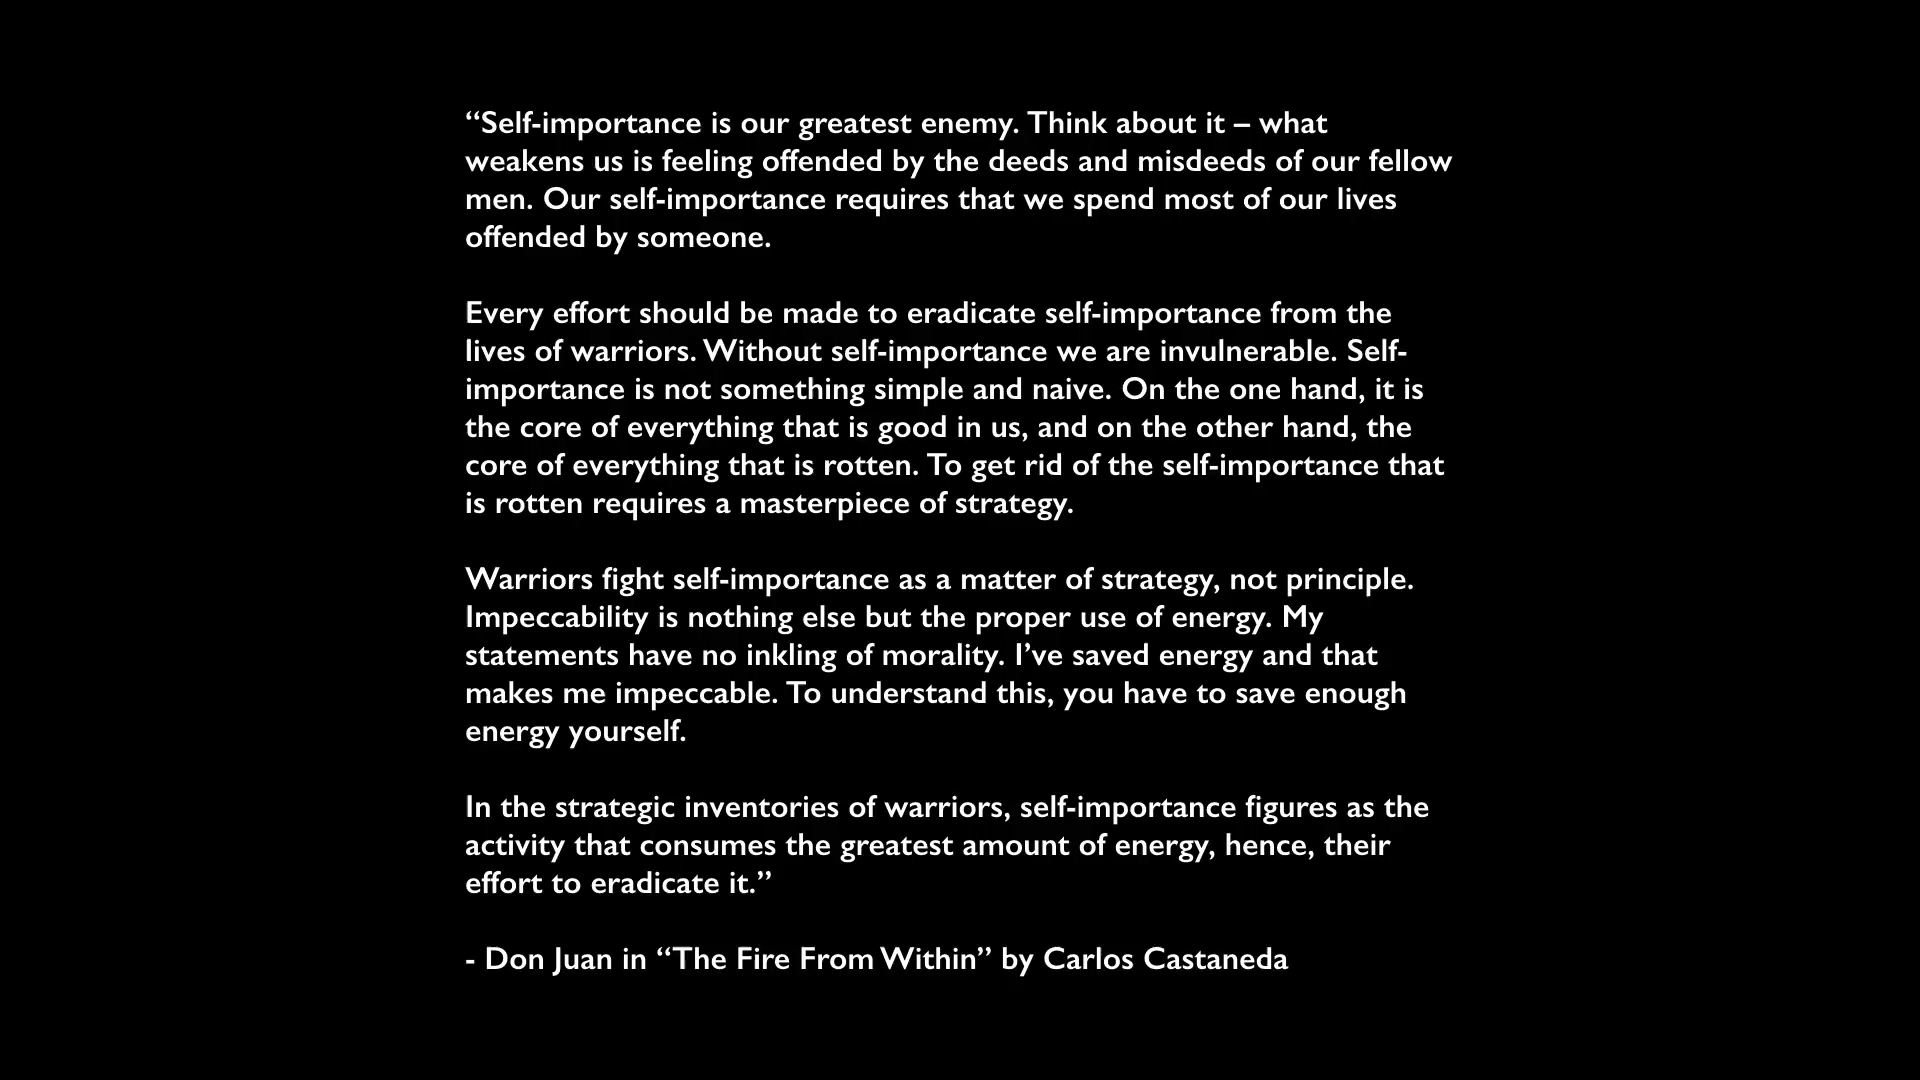 “Self-importance is our greatest enemy. Think about it – what
weakens us is feeling offended by the deeds and misdeeds of our fellow
men. Our self-importance requires that we spend most of our lives
offended by someone.
Every effort should be made to eradicate self-importance from the
lives of warriors. Without self-importance we are invulnerable. Self-
importance is not something simple and naive. On the one hand, it is
the core of everything that is good in us, and on the other hand, the
core of everything that is rotten. To get rid of the self-importance that
is rotten requires a masterpiece of strategy.
Warriors fight self-importance as a matter of strategy, not principle.
Impeccability is nothing else but the proper use of energy. My
statements have no inkling of morality. I’ve saved energy and that
makes me impeccable. To understand this, you have to save enough
energy yourself.
In the strategic inventories of warriors, self-importance figures as the
activity that consumes the greatest amount of energy, hence, their
effort to eradicate it.”
- Don Juan in “The Fire From Within” by Carlos Castaneda